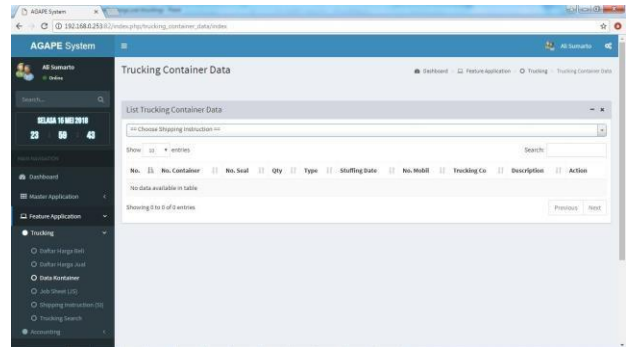 AGAPE System
192.168.0.253:82/index.php/trucking_container_data/index
AGAPE System
Ali Sumarto
Ali Sumarto
Online
Search...
SELASA 15 MEI 2018
23 : 59 : 43
MAIN NAVIGATION
Dashboard
Master Application
Feature Application
Trucking
Daftar Harga Beli
Daftar Harga Jual
Data Kontainer
Job Sheet (JS)
Shipping Instruction (SI)
Trucking Search
Accounting
Trucking Container Data
Dashboard > Feature Application > Trucking > Trucking Container Data
List Trucking Container Data
== Choose Shipping Instruction ==
Show 10 entries
Search:
No. No. Container No. Seal Qty Type Stuffing Date No. Mobil Trucking Co Description Action
No data available in table
Showing 0 to 0 of 0 entries
Previous Next